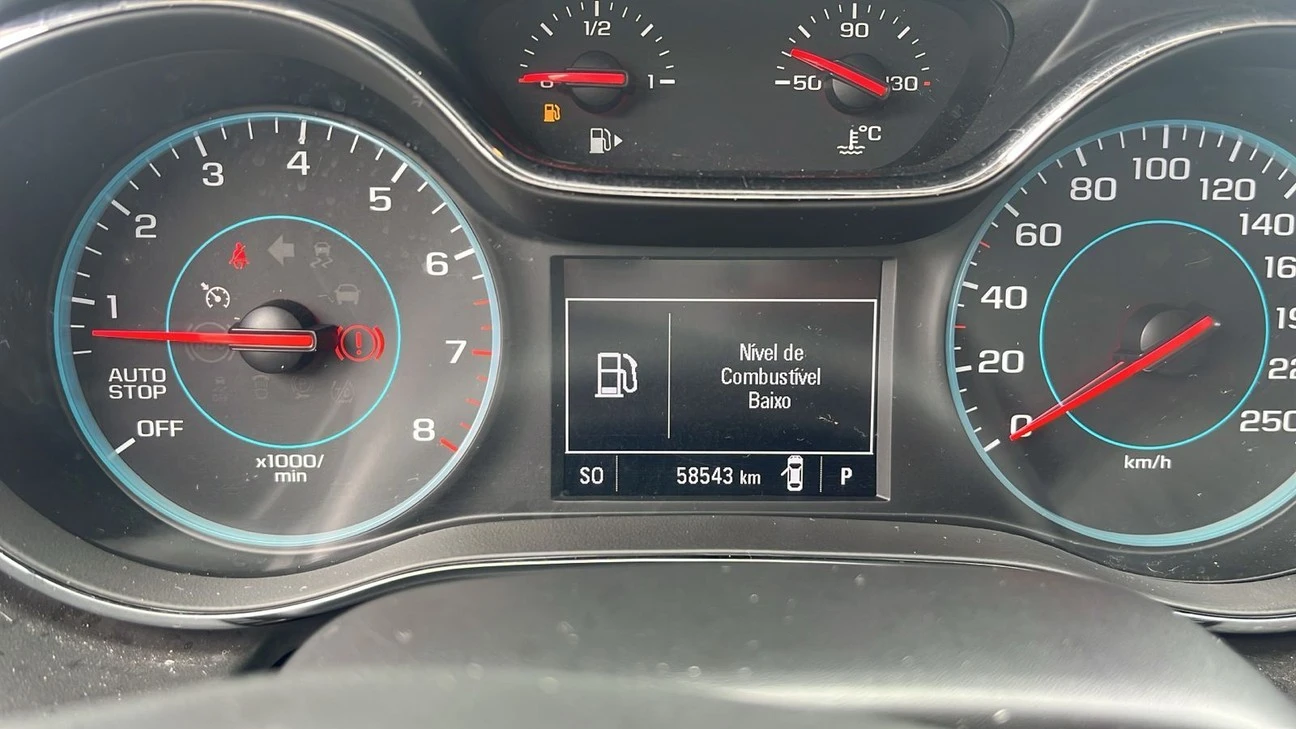 1/2
0
1
90
50
°C
1
2
3
4
5
6
7
8
AUTO
STOP
OFF
x1000/
min
Nível de
Combustível
Baixo
SO
58543 km
P
0
20
40
60
80
100
120
140
250
km/h